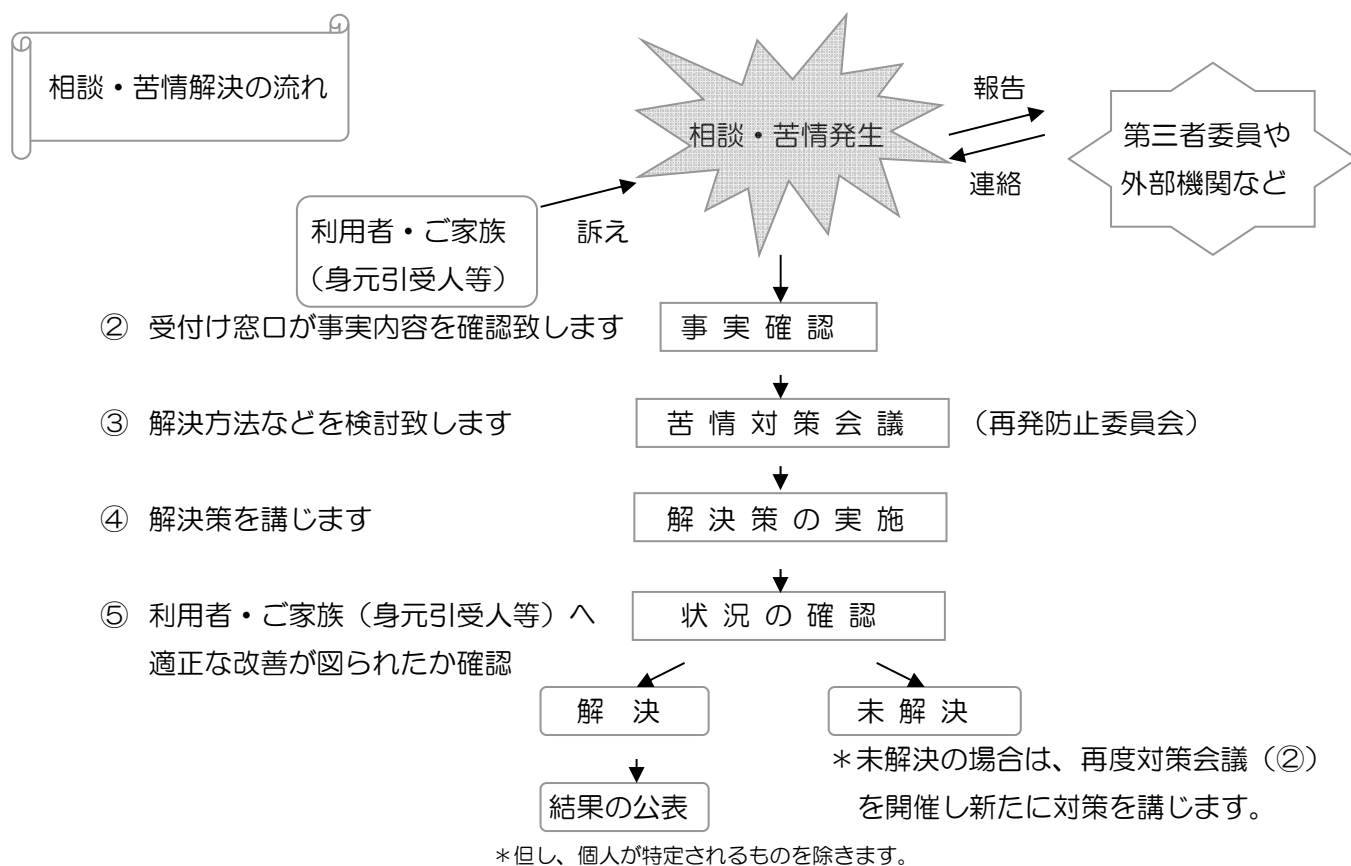 相談・苦情解決の流れ
相談・苦情発生
報告
連絡
第三者委員や
外部機関など
利用者・ご家族
（身元引受人等）
訴え
② 受付け窓口が事実内容を確認致します
事実確認
③ 解決方法などを検討致します
苦情対策会議
（再発防止委員会）
④ 解決策を講じます
解決策の実施
⑤ 利用者・ご家族（身元引受人等）へ
適正な改善が図られたか確認
状況の確認
解決
未解決
＊未解決の場合は、再度対策会議（②）
を開催し新たに対策を講じます。
結果の公表
＊但し、個人が特定されるものを除きます。